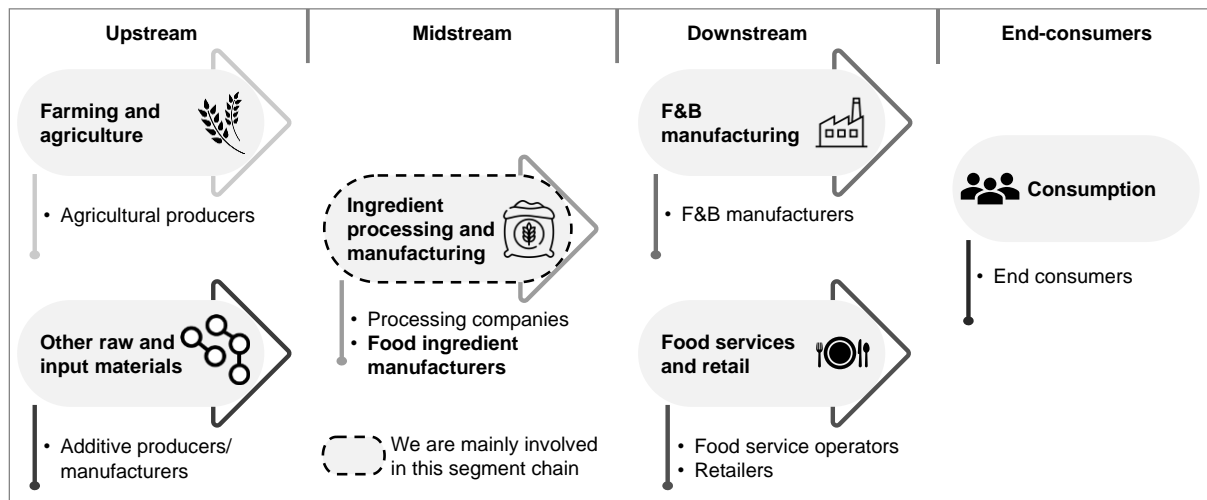 Upstream
Midstream
Downstream
End-consumers
Farming and
agriculture
• Agricultural producers
Other raw and
input materials
• Additive producers/
manufacturers
Ingredient
processing and
manufacturing
• Processing companies
• Food ingredient
manufacturers
We are mainly involved
in this segment chain
F&B
manufacturing
• F&B manufacturers
Food services
and retail
• Food service operators
• Retailers
Consumption
• End consumers